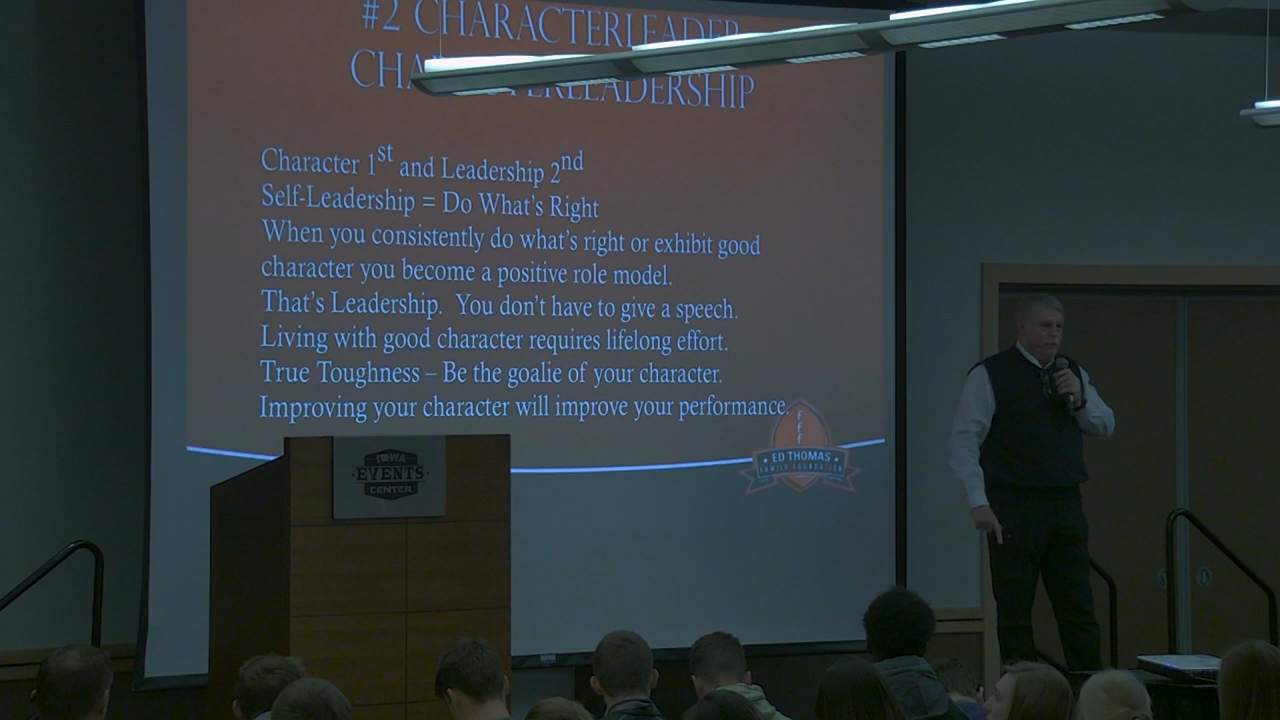 #2 CHARACTERLEADER
CHARACTERLEADERSHIP
Character 1st and Leadership 2nd
Self-Leadership = Do What's Right
When you consistently do what's right or exhibit good
character you become a positive role model.
That's Leadership.  You don't have to give a speech.
Living with good character requires lifelong effort.
True Toughness – Be the goalie of your character.
Improving your character will improve your performance
FFF
ED THOMAS
FAMILY FOUNDATION
IOWA
EVENTS
CENTER